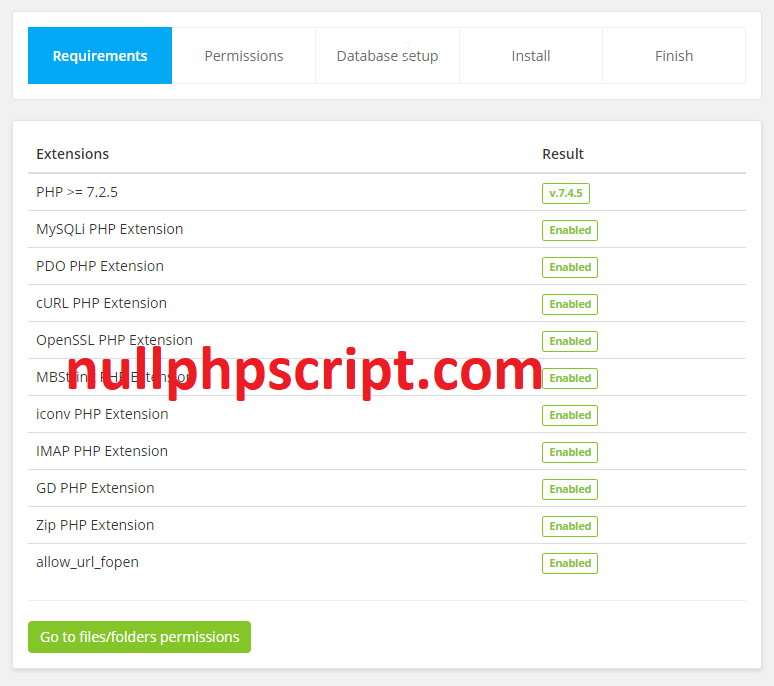 Requirements Permissions Database setup Install Finish
Extensions Result
PHP >= 7.2.5 v.7.4.5
MySQLi PHP Extension Enabled
PDO PHP Extension Enabled
cURL PHP Extension Enabled
OpenSSL PHP Extension Enabled
nullphpscript.com
MBString PHP Extension Enabled
iconv PHP Extension Enabled
IMAP PHP Extension Enabled
GD PHP Extension Enabled
Zip PHP Extension Enabled
allow_url_fopen Enabled
Go to files/folders permissions